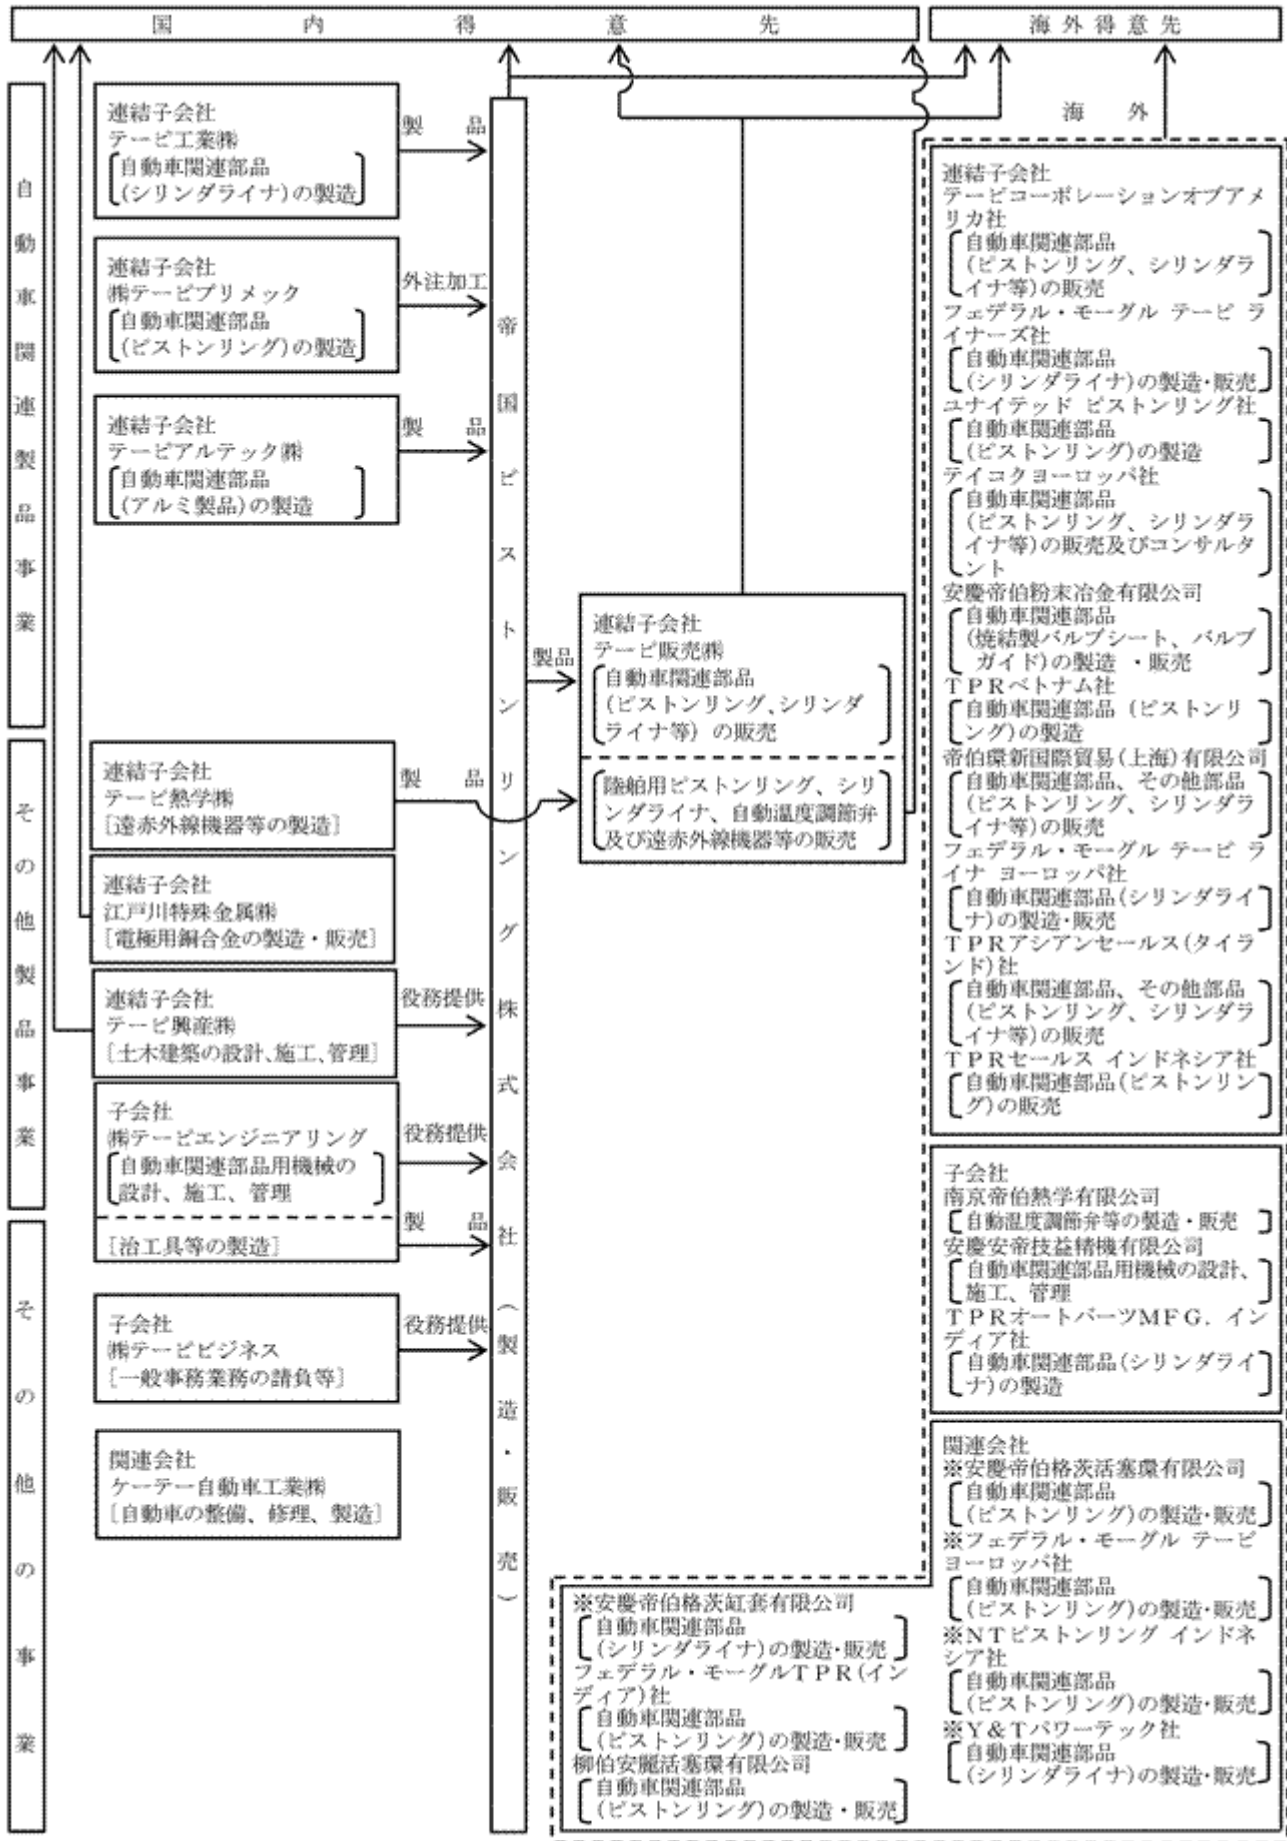 国内得意先
海外得意先
自動車関連製品事業
連結子会社
テーピ工業㈱
自動車関連部品
(シリンダライナ)の製造
製品
連結子会社
㈱テーピプリメック
自動車関連部品
(ピストンリング)の製造
外注加工
連結子会社
テーピアルテック㈱
自動車関連部品
(アルミ製品)の製造
製品
その他製品事業
連結子会社
テーピ熱学㈱
[遠赤外線機器等の製造]
製品
連結子会社
江戸川特殊金属㈱
[電極用銅合金の製造・販売]
連結子会社
テーピ興産㈱
[土木建築の設計、施工、管理]
役務提供
子会社
㈱テーピエンジニアリング
自動車関連部品用機械の
設計、施工、管理
役務提供
[治工具等の製造]
製品
その他の事業
子会社
㈱テーピビジネス
[一般事務業務の請負等]
役務提供
関連会社
ケーテー自動車工業㈱
[自動車の整備、修理、製造]
帝国ピストンリング株式会社(製造・販売)
製品
連結子会社
テーピ販売㈱
自動車関連部品
(ピストンリング、シリンダ
ライナ等) の販売
陸舶用ピストンリング、シリ
ンダライナ、自動温度調節弁
及び遠赤外線機器等の販売
海外
連結子会社
テーピコーポレーションオブアメ
リカ社
自動車関連部品
(ピストンリング、シリンダラ
イナ等)の販売
フェデラル・モーグル テーピ ラ
イナーズ社
自動車関連部品
(シリンダライナ)の製造・販売
ユナイテッド ピストンリング社
自動車関連部品
(ピストンリング)の製造
テイコクヨーロッパ社
自動車関連部品
(ピストンリング、シリンダラ
イナ等)の販売及びコンサルタ
ント
安慶帝伯粉末冶金有限公司
自動車関連部品
(焼結製バルブシート、バルブ
ガイド)の製造 ・販売
TPRベトナム社
自動車関連部品 (ピストンリ
ング)の製造
帝伯環新国際貿易(上海)有限公司
自動車関連部品、その他部品
(ピストンリング、シリンダラ
イナ等)の販売
フェデラル・モーグル テーピ ラ
イナ ヨーロッパ社
自動車関連部品(シリンダライ
ナ)の製造・販売
TPRアシアンセールス(タイラ
ンド)社
自動車関連部品、その他部品
(ピストンリング、シリンダラ
イナ等)の販売
TPRセールス インドネシア社
自動車関連部品(ピストンリン
グ)の販売
子会社
南京帝伯熱学有限公司
自動温度調節弁等の製造・販売
安慶安帝技益精機有限公司
自動車関連部品用機械の設計、
施工、管理
TPRオートパーツMFG.イン
ディア社
自動車関連部品(シリンダライ
ナ)の製造
関連会社
※安慶帝伯格茨活塞環有限公司
自動車関連部品
(ピストンリング)の製造・販売
※フェデラル・モーグル テーピ
ヨーロッパ社
自動車関連部品
(ピストンリング)の製造・販売
※NTピストンリング インドネ
シア社
自動車関連部品
(ピストンリング)の製造・販売
※Y&Tパワーテック社
自動車関連部品
(シリンダライナ)の製造・販売
※安慶帝伯格茨缸套有限公司
自動車関連部品
(シリンダライナ)の製造・販売
フェデラル・モーグルTPR(イン
ディア)社
自動車関連部品
(ピストンリング)の製造・販売
柳伯安麗活塞環有限公司
自動車関連部品
(ピストンリング)の製造・販売